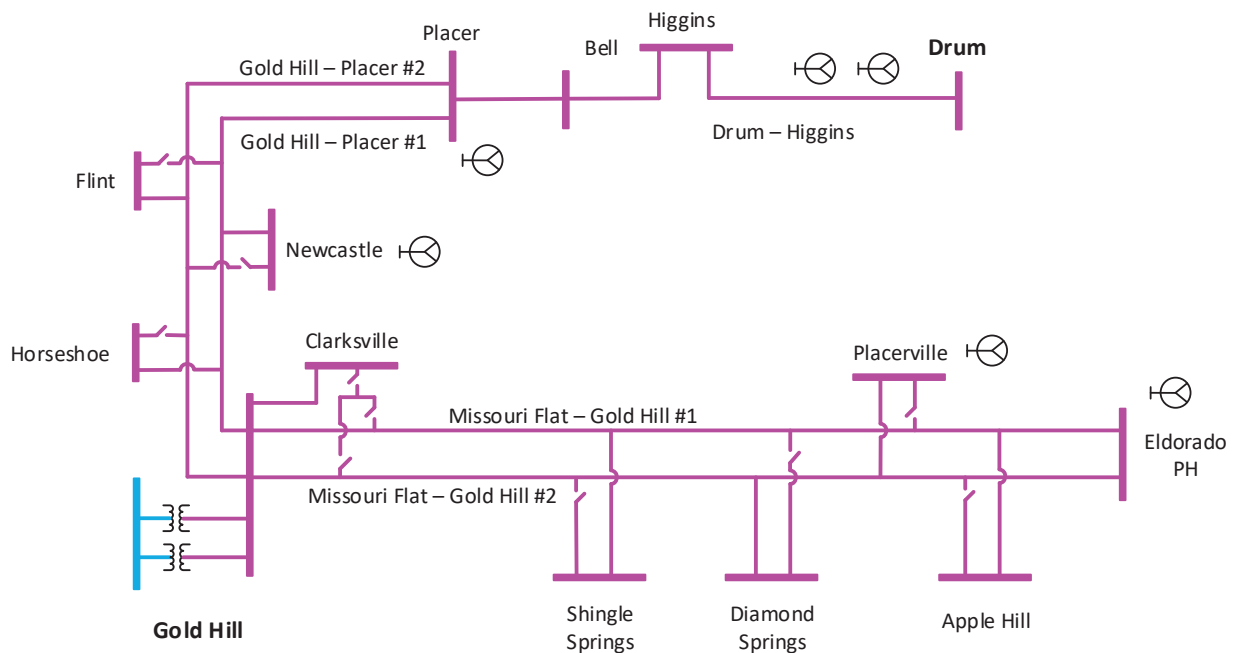 Higgins
Placer
Bell
Drum
Gold Hill – Placer #2
Gold Hill – Placer #1
Drum – Higgins
Flint
Newcastle
Horseshoe
Clarksville
Placerville
Missouri Flat – Gold Hill #1
Eldorado
PH
Missouri Flat – Gold Hill #2
Gold Hill
Shingle
Springs
Diamond
Springs
Apple Hill